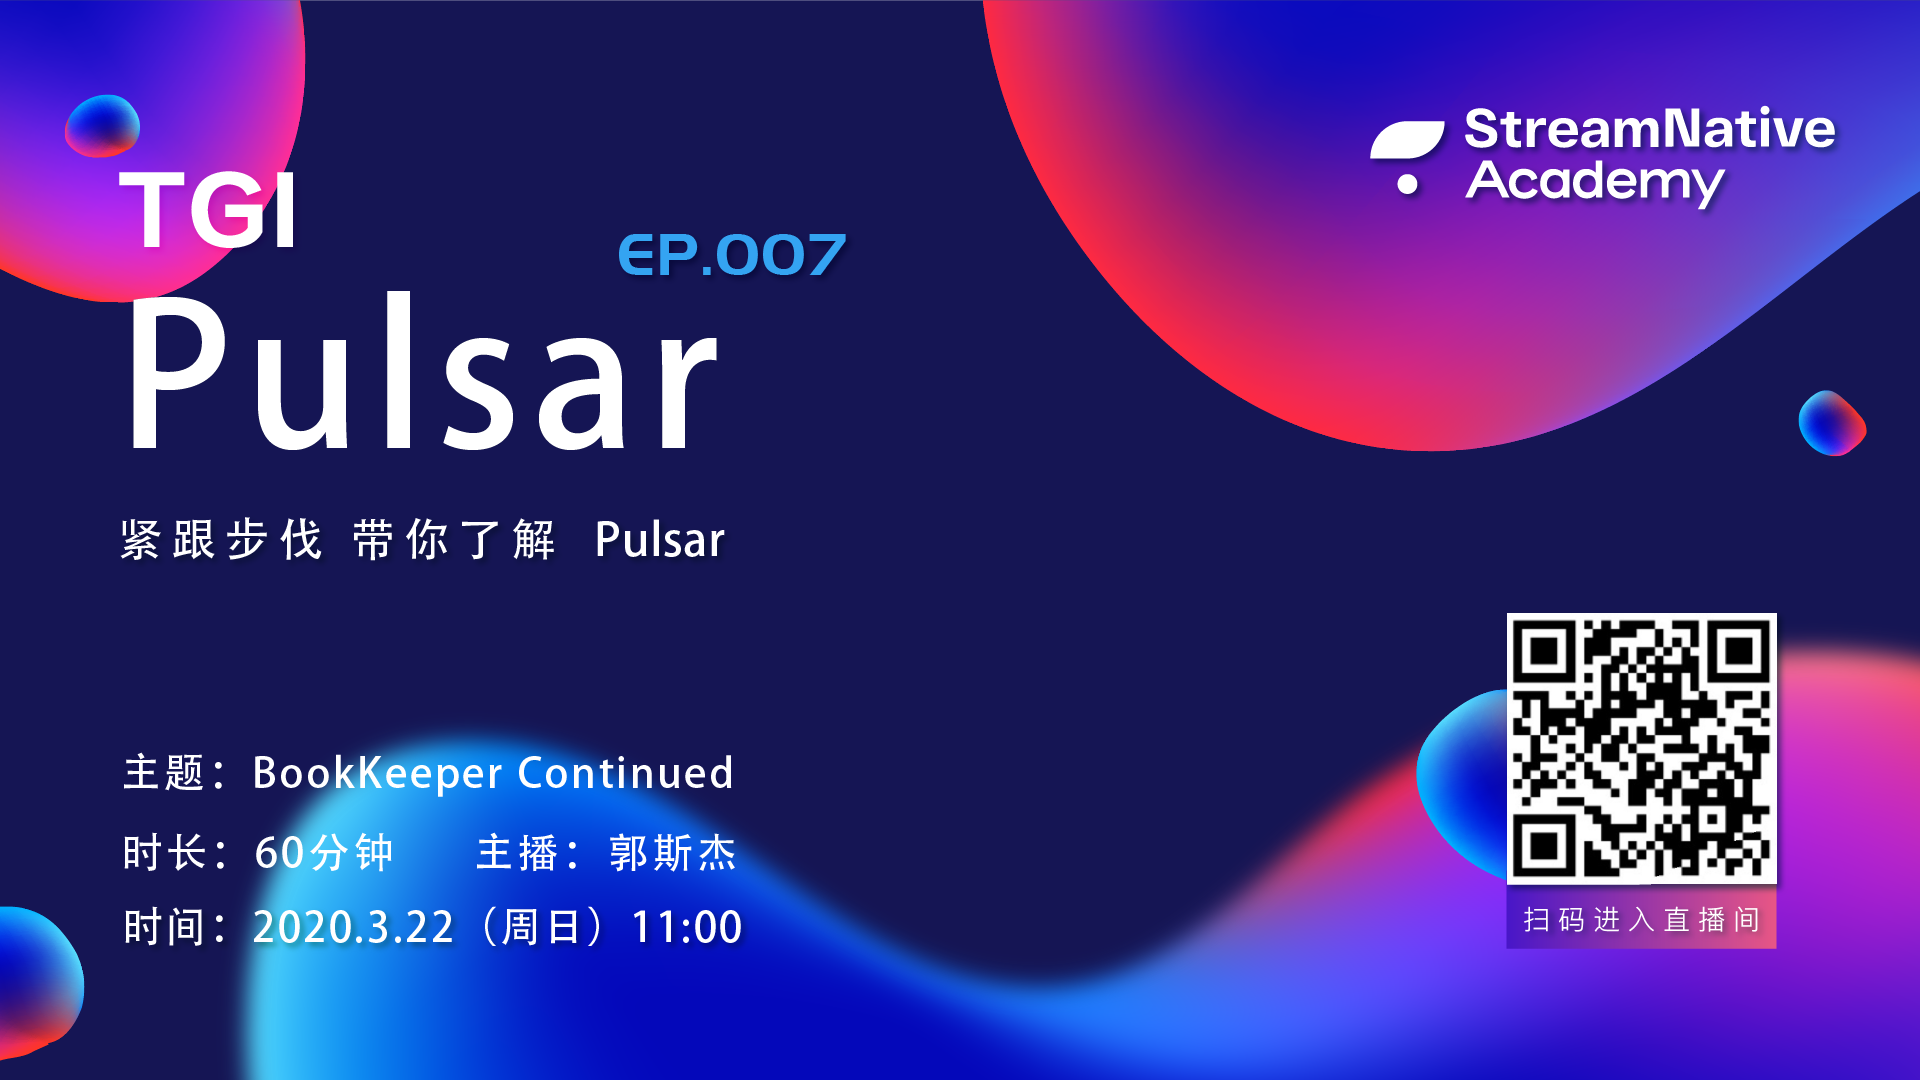 TGI
EP.007
Pulsar
StreamNative
Academy
紧跟步伐 带你了解 Pulsar
主题：BookKeeper Continued
时长：60分钟 主播：郭斯杰
时间：2020.3.22（周日）11:00
扫码进入直播间